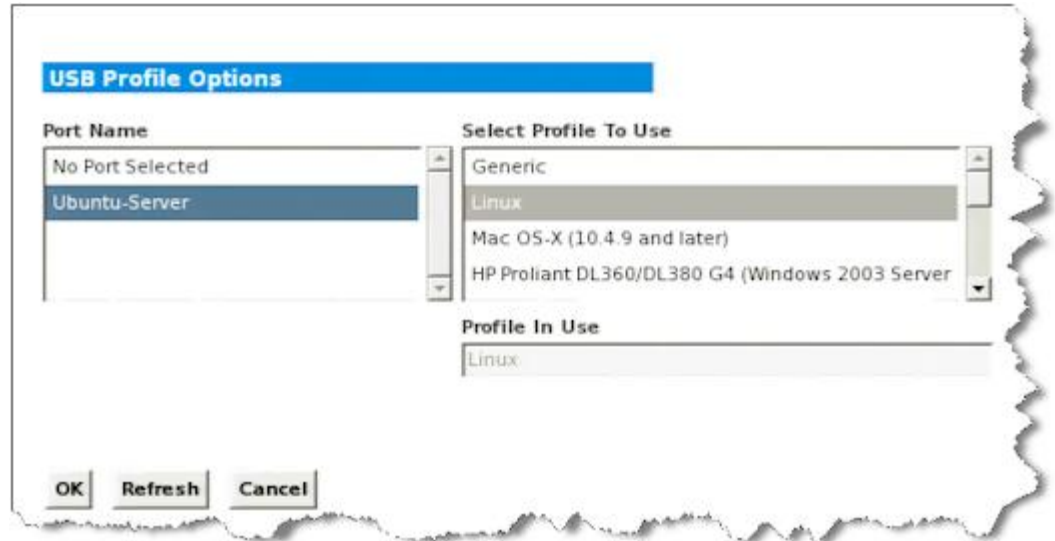 USB Profile Options
Port Name
No Port Selected
Ubuntu-Server
Select Profile To Use
Generic
Linux
Mac OS-X (10.4.9 and later)
HP Proliant DL360/DL380 G4 (Windows 2003 Server
Profile In Use
Linux
OK Refresh Cancel